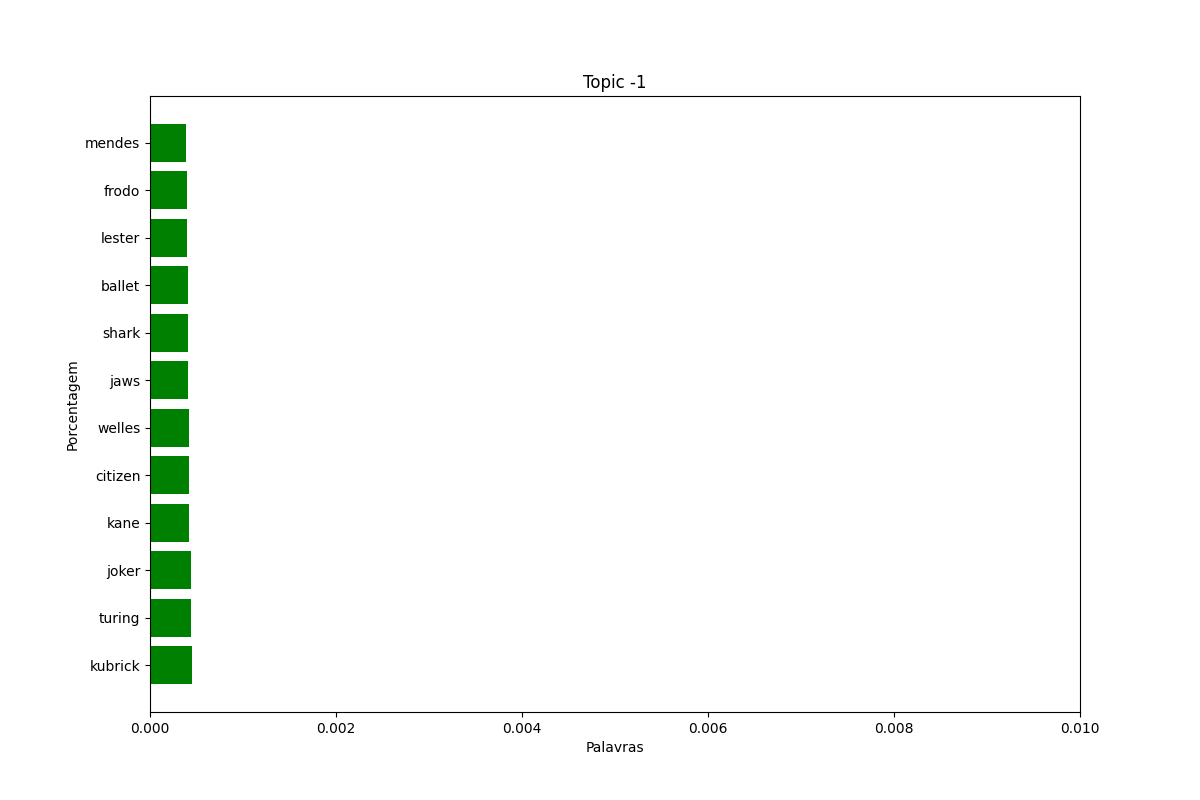 Topic -1
mendes
frodo
lester
ballet
shark
jaws
welles
citizen
kane
joker
turing
kubrick
Porcentagem
0.000 0.002 0.004 0.006 0.008 0.010
Palavras